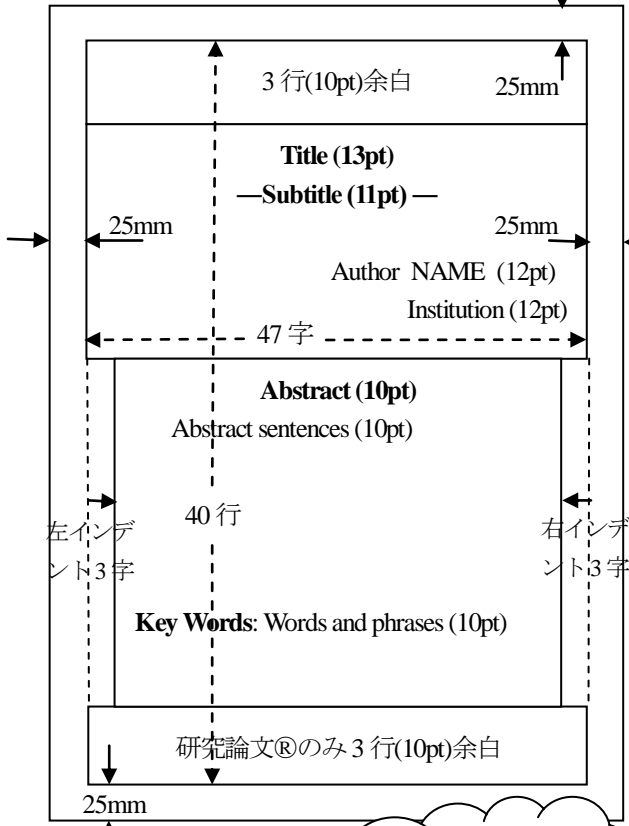 3 行(10pt)余白
25mm
Title (13pt)
―Subtitle (11pt) ―
25mm
25mm
Author NAME (12pt)
Institution (12pt)
47 字
Abstract (10pt)
Abstract sentences (10pt)
40 行
左インデ
ント3 字
右インデ
ント3 字
Key Words: Words and phrases (10pt)
研究論文®のみ 3 行(10pt)余白
25mm